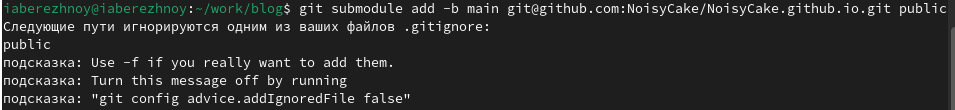 iaberezhnoy@iaberezhnoy:~/work/blog$ git submodule add -b main git@github.com:NoisyCake/NoisyCake.github.io.git public
Следующие пути игнорируются одним из ваших файлов .gitignore:
public
подсказка: Use -f if you really want to add them.
подсказка: Turn this message off by running
подсказка: "git config advice.addIgnoredFile false"